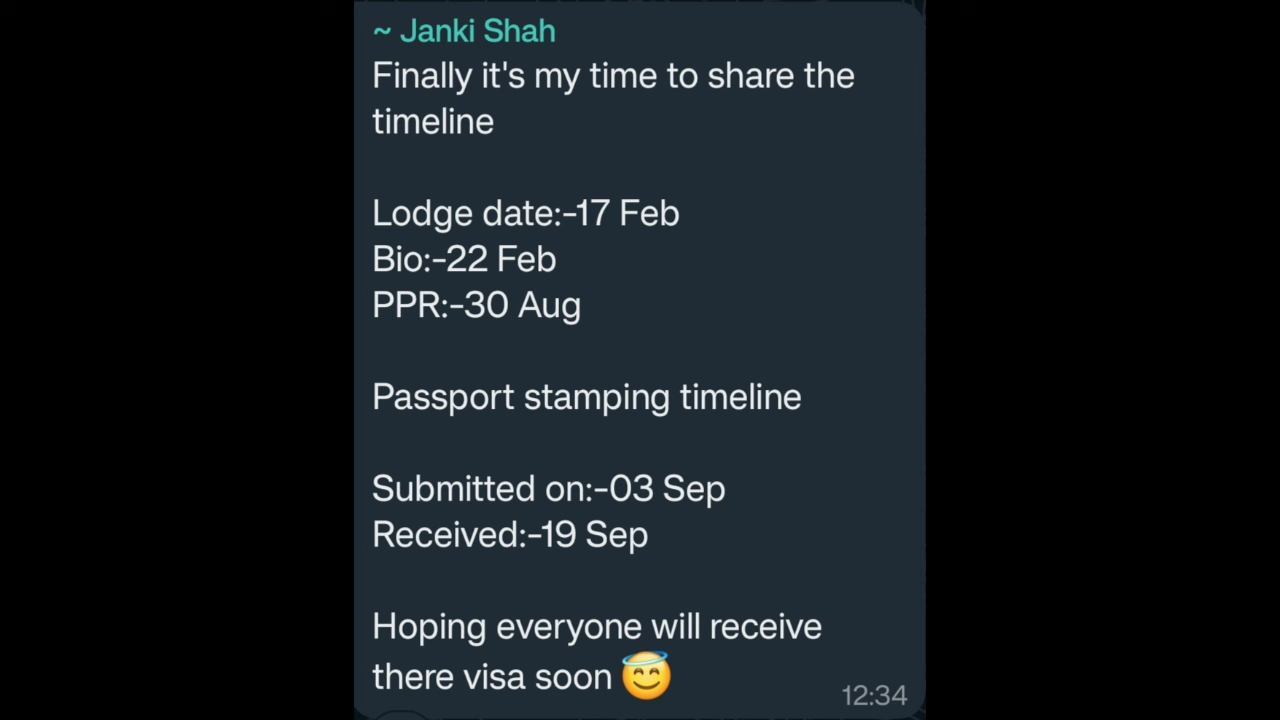 ~ Janki Shah
Finally it's my time to share the
timeline
Lodge date:-17 Feb
Bio:-22 Feb
PPR:-30 Aug
Passport stamping timeline
Submitted on:-03 Sep
Received:-19 Sep
Hoping everyone will receive
there visa soon 😇
12:34